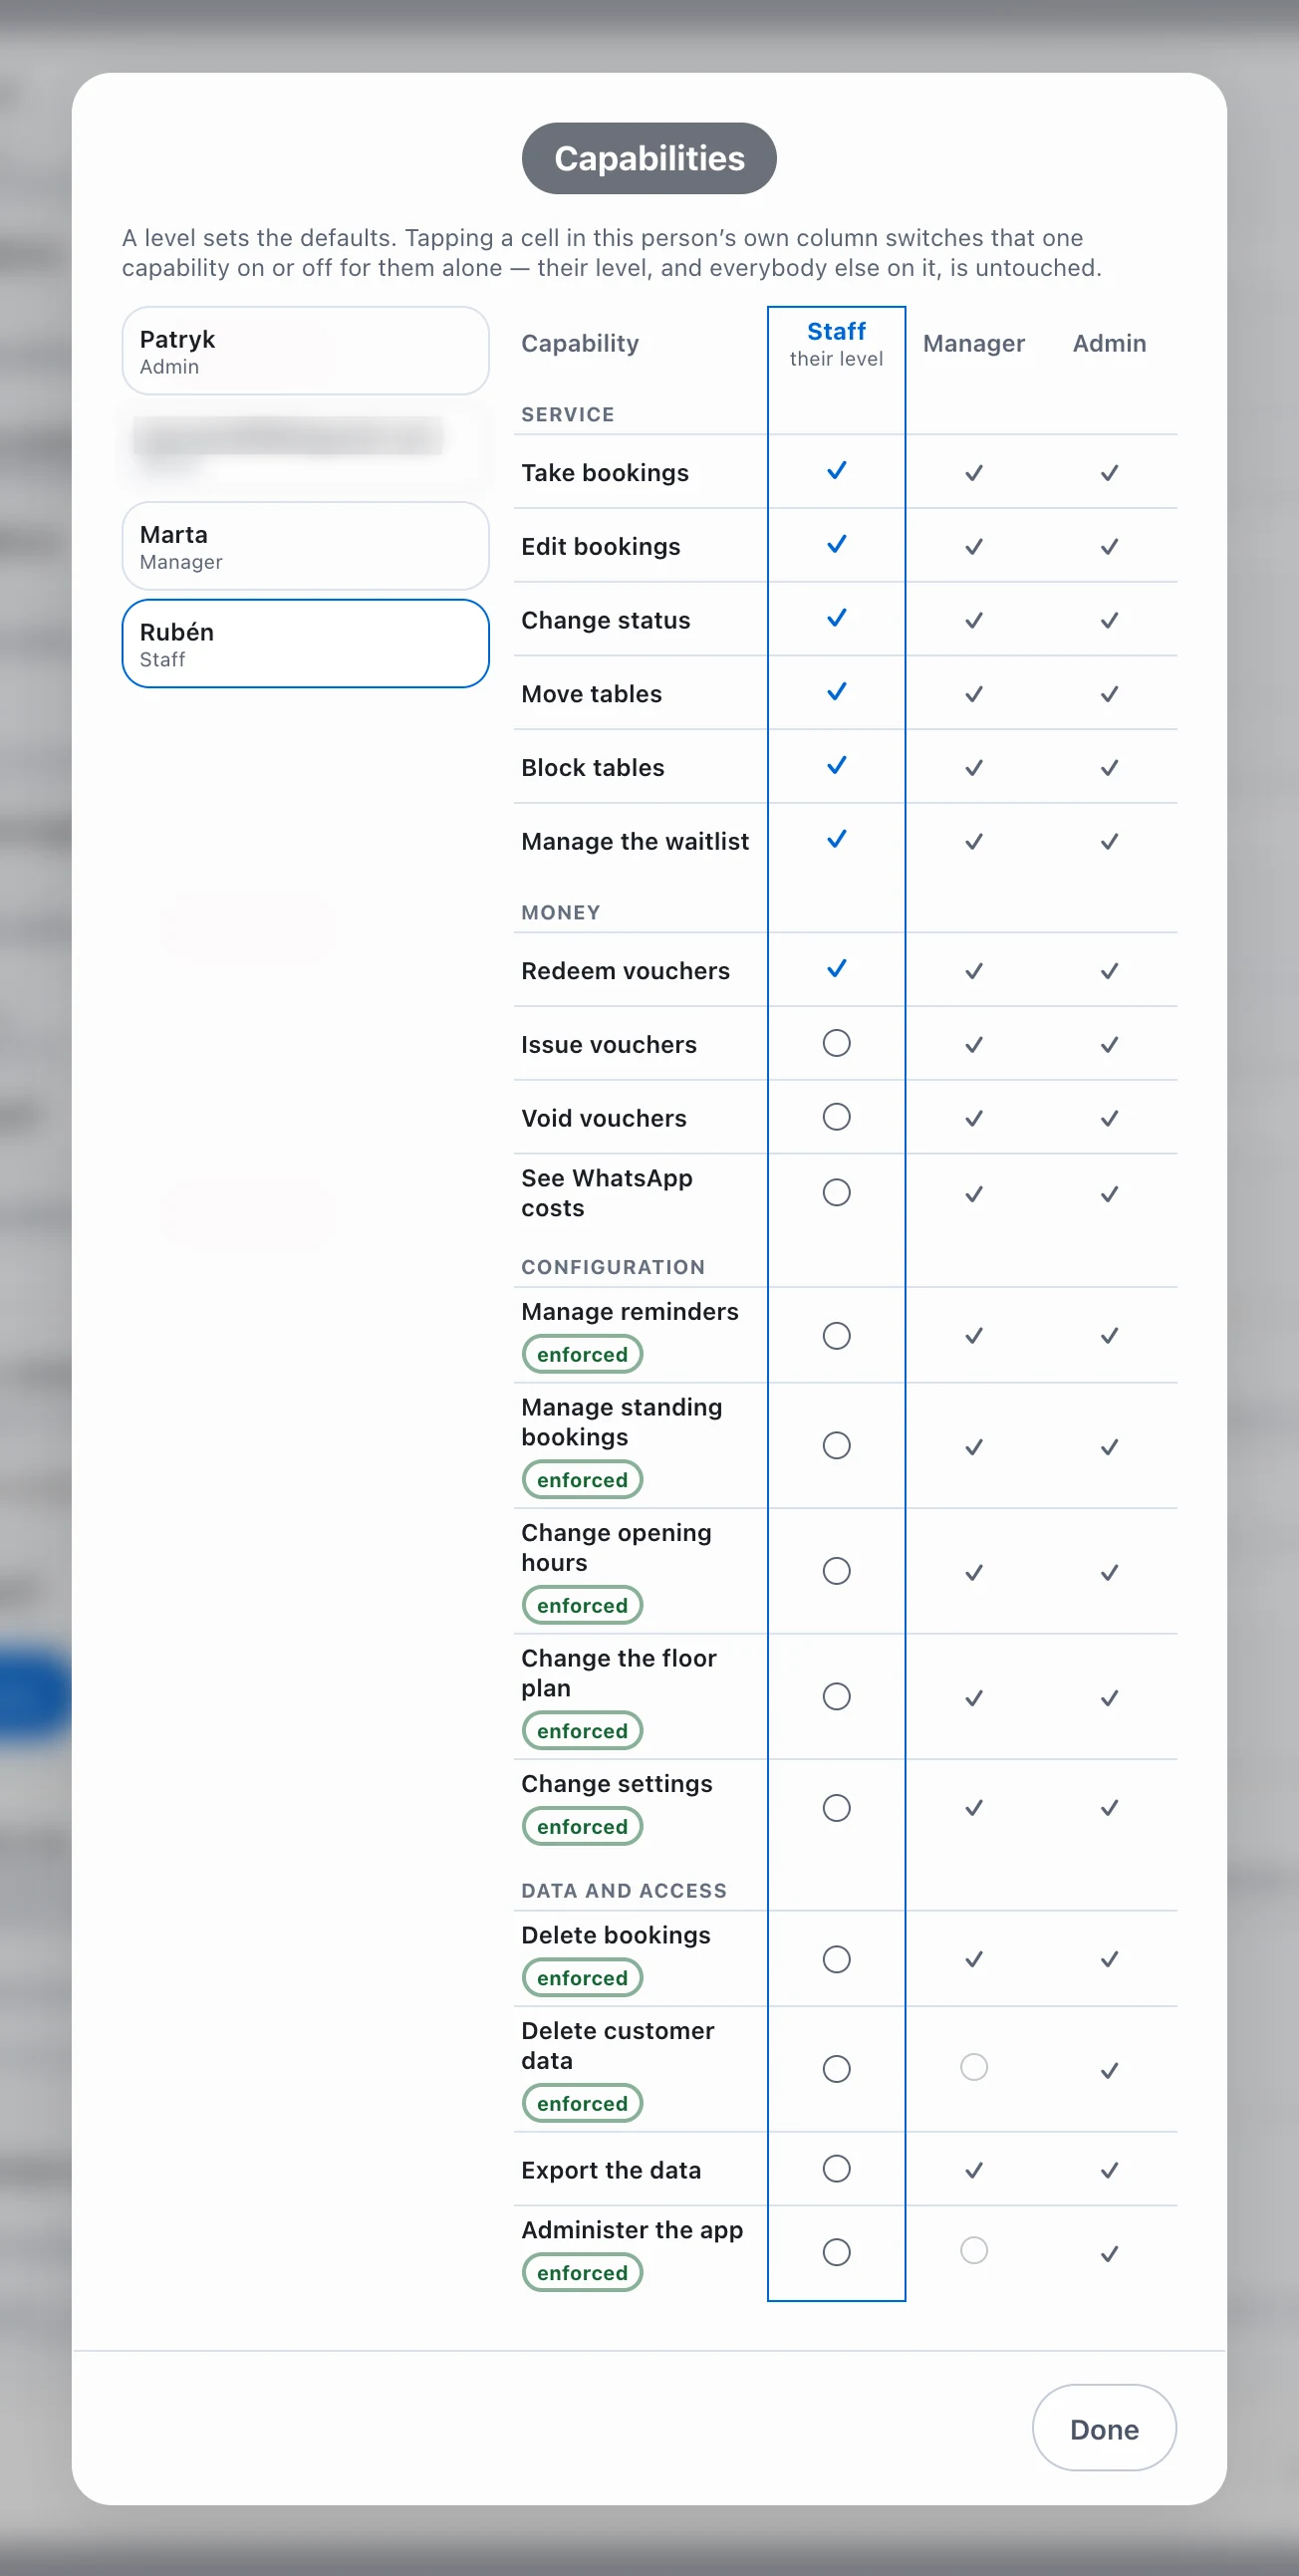 Capabilities
A level sets the defaults. Tapping a cell in this person’s own column switches that one
capability on or off for them alone — their level, and everybody else on it, is untouched.
Patryk
Admin
Marta
Manager
Rubén
Staff
Capability
Staff
their level
Manager
Admin
SERVICE
Take bookings
Edit bookings
Change status
Move tables
Block tables
Manage the waitlist
MONEY
Redeem vouchers
Issue vouchers
Void vouchers
See WhatsApp
costs
CONFIGURATION
Manage reminders
enforced
Manage standing
bookings
enforced
Change opening
hours
enforced
Change the floor
plan
enforced
Change settings
enforced
DATA AND ACCESS
Delete bookings
enforced
Delete customer
data
enforced
Export the data
Administer the app
enforced
Done